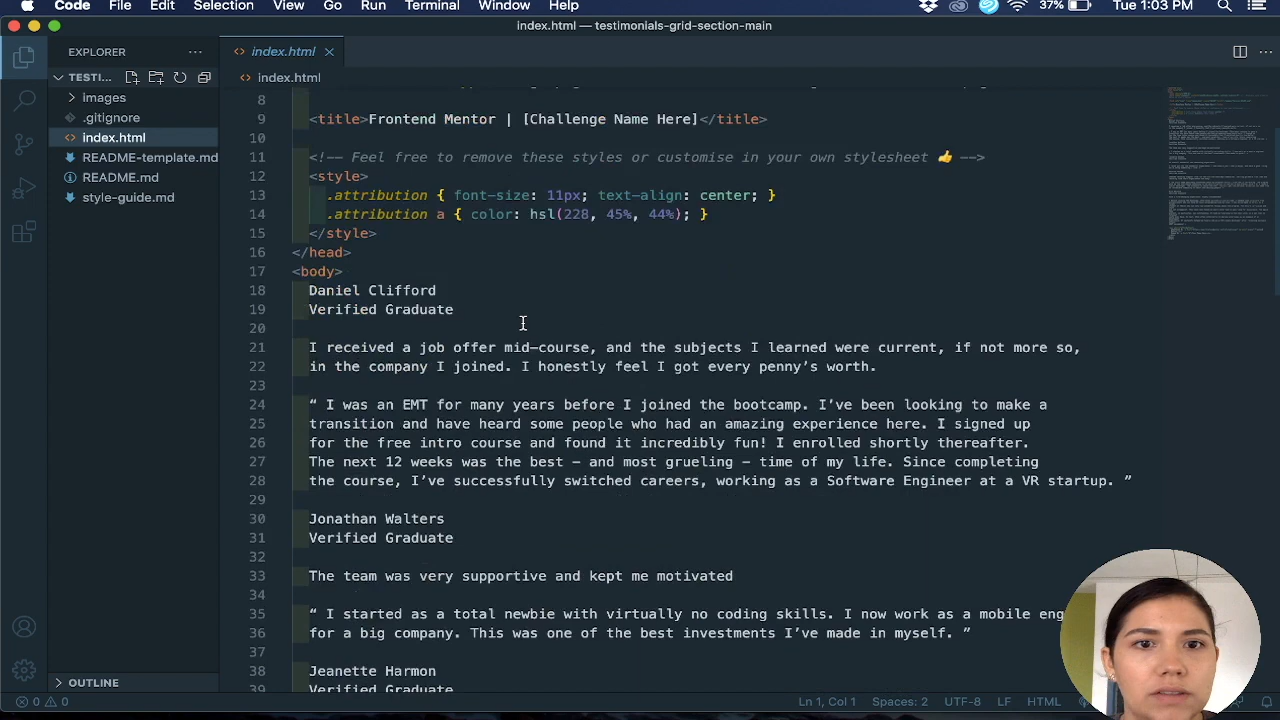 Code File Edit Selection View Go Run Terminal Window Help 37% Tue 1:03 PM
index.html — testimonials-grid-section-main
EXPLORER
index.html
TESTI...
index.html
images
.gitignore
index.html
README-template.md
README.md
style-guide.md
OUTLINE
8
9 <title>Frontend Mentor | [Challenge Name Here]</title>
10
11 <!-- Feel free to remove these styles or customise in your own stylesheet 👍 -->
12 <style>
13 .attribution { font-size: 11px; text-align: center; }
14 .attribution a { color: hsl(228, 45%, 44%); }
15 </style>
16 </head>
17 <body>
18 Daniel Clifford
19 Verified Graduate
20
21 I received a job offer mid-course, and the subjects I learned were current, if not more so,
22 in the company I joined. I honestly feel I got every penny’s worth.
23
24 “ I was an EMT for many years before I joined the bootcamp. I’ve been looking to make a
25 transition and have heard some people who had an amazing experience here. I signed up
26 for the free intro course and found it incredibly fun! I enrolled shortly thereafter.
27 The next 12 weeks was the best – and most grueling – time of my life. Since completing
28 the course, I’ve successfully switched careers, working as a Software Engineer at a VR startup. ”
29
30 Jonathan Walters
31 Verified Graduate
32
33 The team was very supportive and kept me motivated
34
35 “ I started as a total newbie with virtually no coding skills. I now work as a mobile eng
36 for a big company. This was one of the best investments I’ve made in myself. ”
37
38 Jeanette Harmon
39 Verified Graduate
0 0 Ln 1, Col 1 Spaces: 2 UTF-8 LF HTML